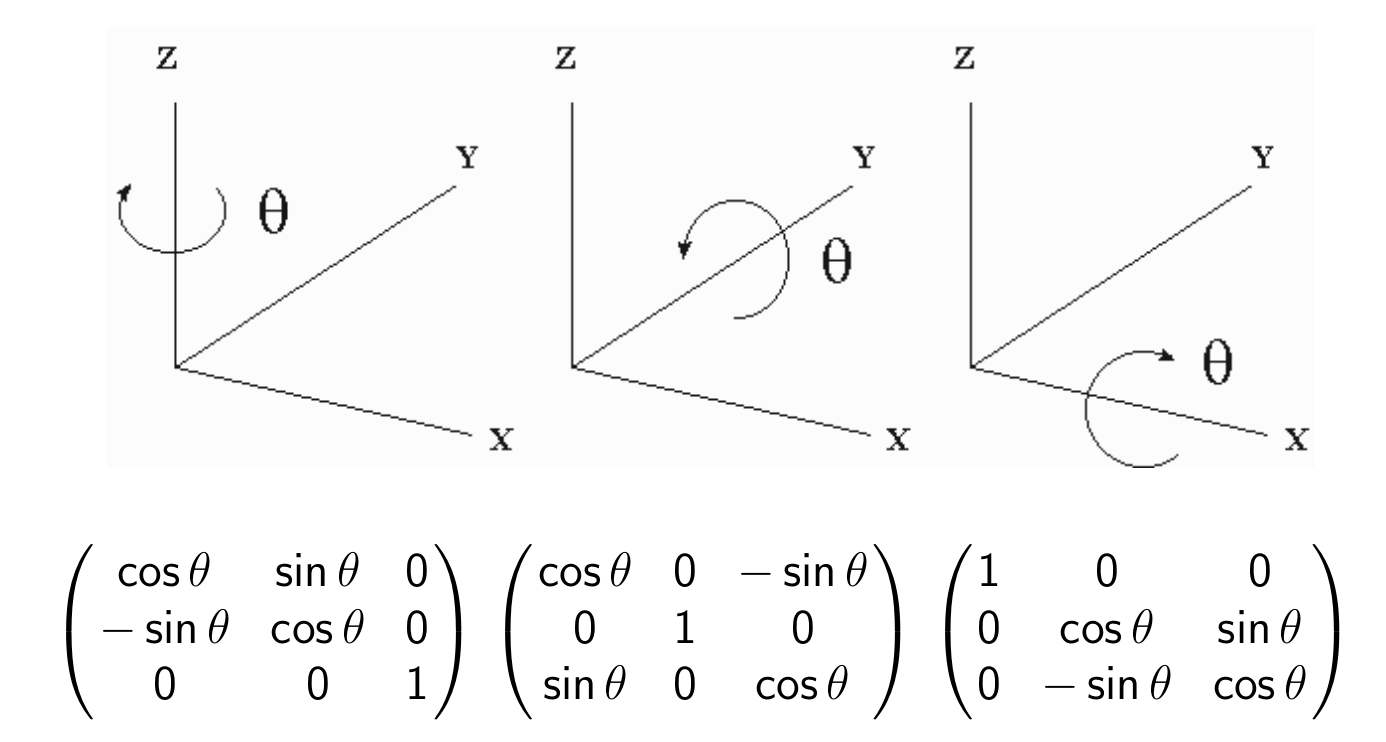 Z Z Z
Y Y Y
θ θ θ
X X X
cos θ sin θ 0
− sin θ cos θ 0
0 0 1
cos θ 0 − sin θ
0 1 0
sin θ 0 cos θ
1 0 0
0 cos θ sin θ
0 − sin θ cos θ